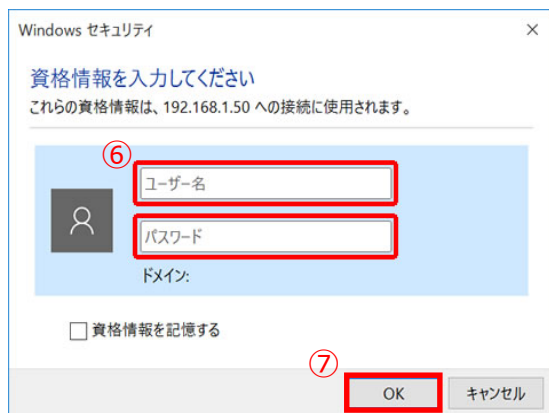 Windows セキュリティ
資格情報を入力してください
これらの資格情報は、192.168.1.50 への接続に使用されます。
⑥
ユーザー名
パスワード
ドメイン:
資格情報を記憶する
⑦
OK
キャンセル